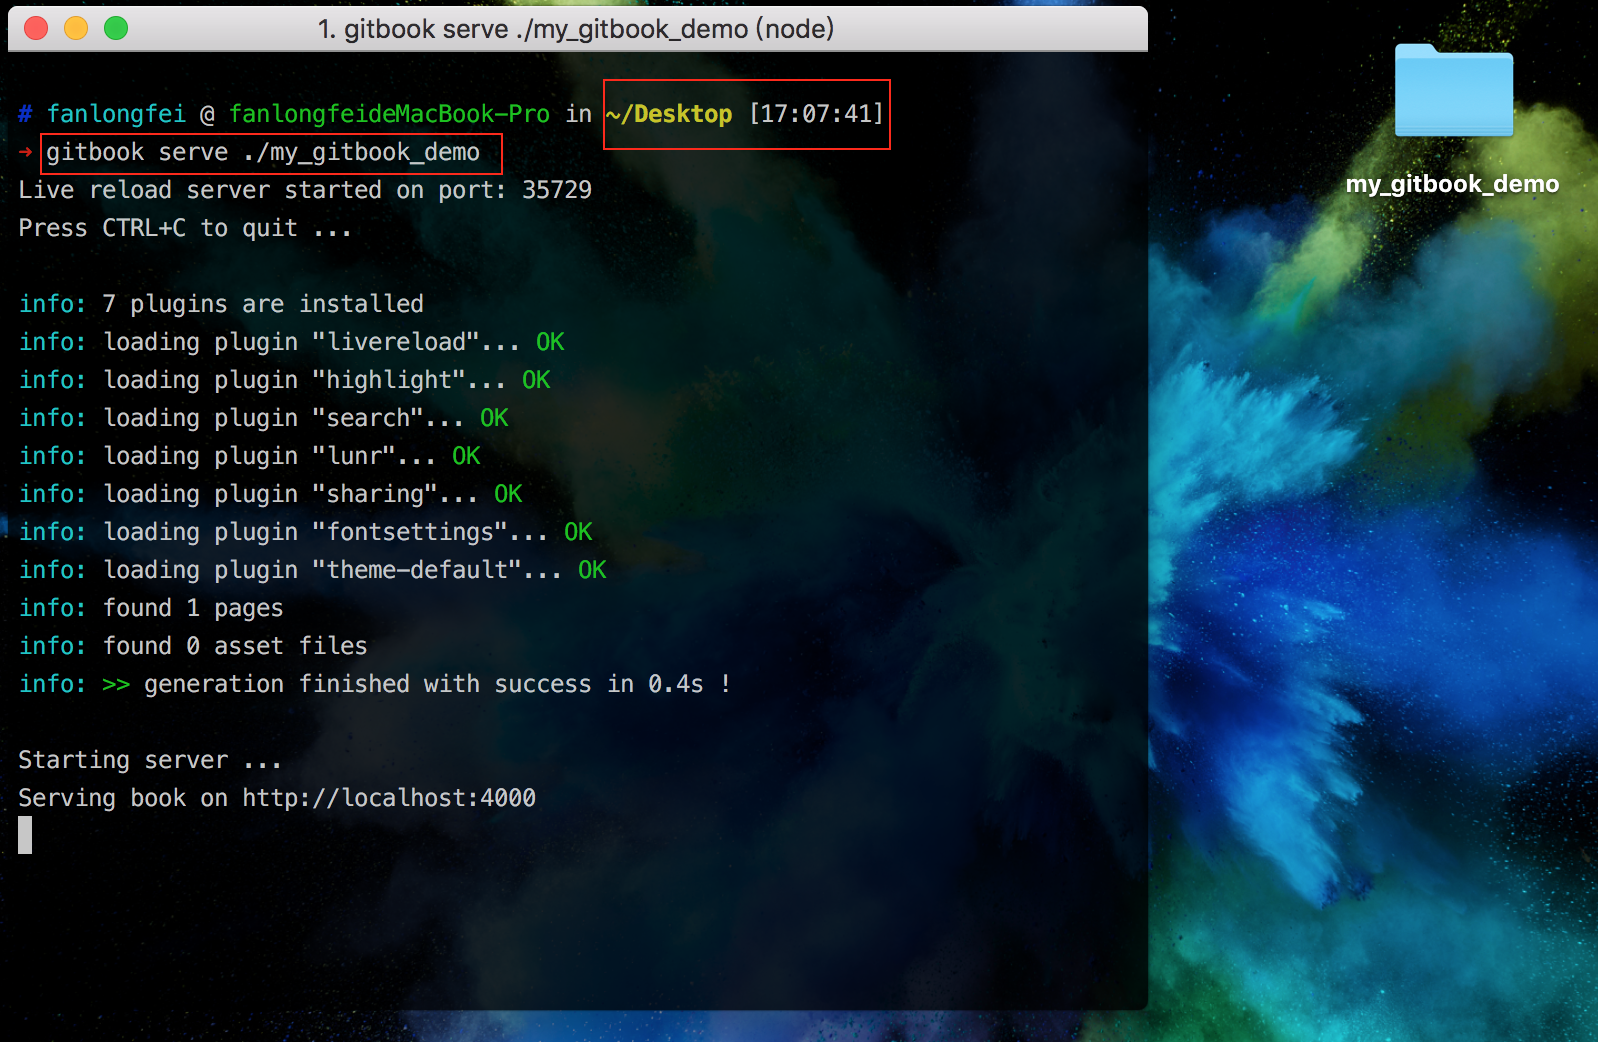 1. gitbook serve ./my_gitbook_demo (node)
# fanlongfei @ fanlongfeideMacBook-Pro in ~/Desktop [17:07:41]
→ gitbook serve ./my_gitbook_demo
Live reload server started on port: 35729
Press CTRL+C to quit ...
info: 7 plugins are installed
info: loading plugin "livereload"... OK
info: loading plugin "highlight"... OK
info: loading plugin "search"... OK
info: loading plugin "lunr"... OK
info: loading plugin "sharing"... OK
info: loading plugin "fontsettings"... OK
info: loading plugin "theme-default"... OK
info: found 1 pages
info: found 0 asset files
info: >> generation finished with success in 0.4s !
Starting server ...
Serving book on http://localhost:4000
my_gitbook_demo